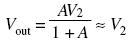 V_out = AV_2 / (1 + A) ≈ V_2